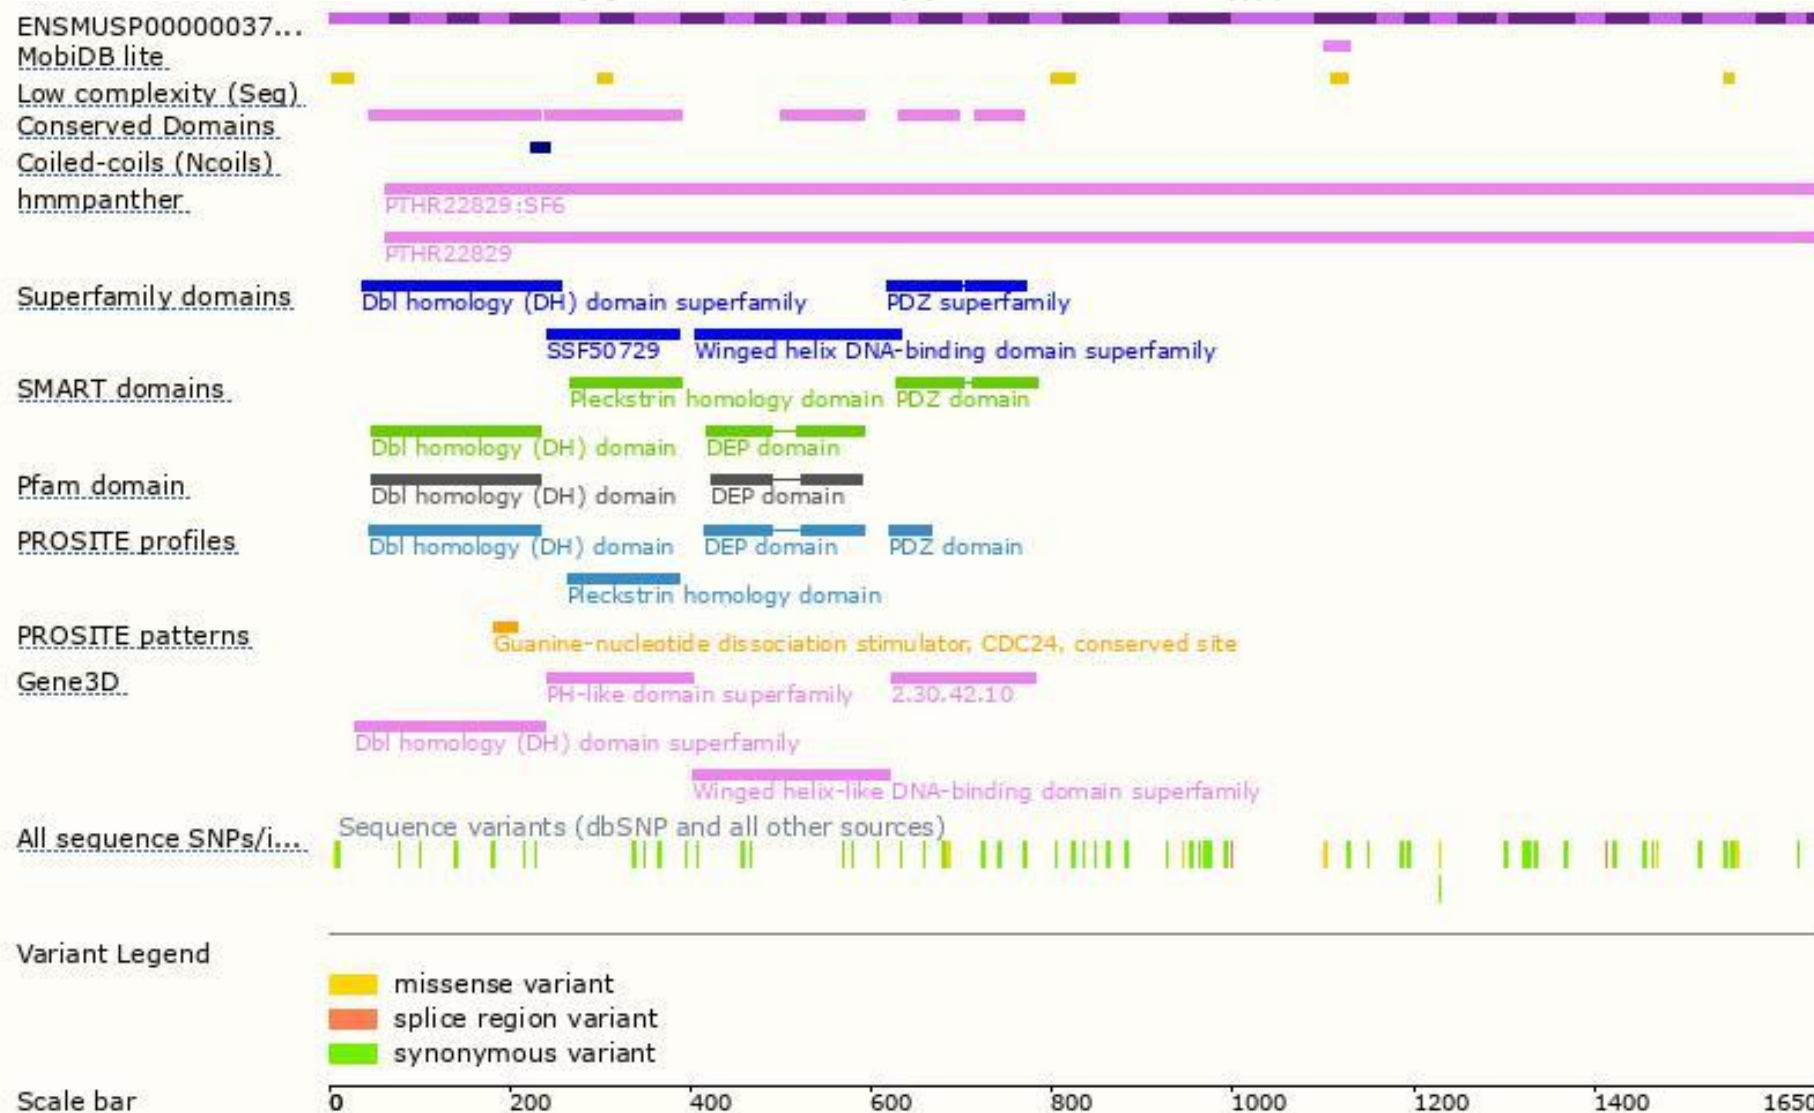 ENSMUSP00000037...
MobiDB lite
Low complexity (Seg)
Conserved Domains
Coiled-coils (Ncoils)
hmmpanther
PTHR22829:SF6
PTHR22829
Superfamily domains
Dbl homology (DH) domain superfamily PDZ superfamily
SSF50729 Winged helix DNA-binding domain superfamily
SMART domains
Pleckstrin homology domain PDZ domain
Dbl homology (DH) domain DEP domain
Pfam domain
Dbl homology (DH) domain DEP domain
PROSITE profiles
Dbl homology (DH) domain DEP domain PDZ domain
Pleckstrin homology domain
PROSITE patterns
Guanine-nucleotide dissociation stimulator, CDC24, conserved site
Gene3D
PH-like domain superfamily 2.30.42.10
Dbl homology (DH) domain superfamily
Winged helix-like DNA-binding domain superfamily
All sequence SNPs/i...
Sequence variants (dbSNP and all other sources)
Variant Legend
missense variant
splice region variant
synonymous variant
Scale bar 0 200 400 600 800 1000 1200 1400 1650